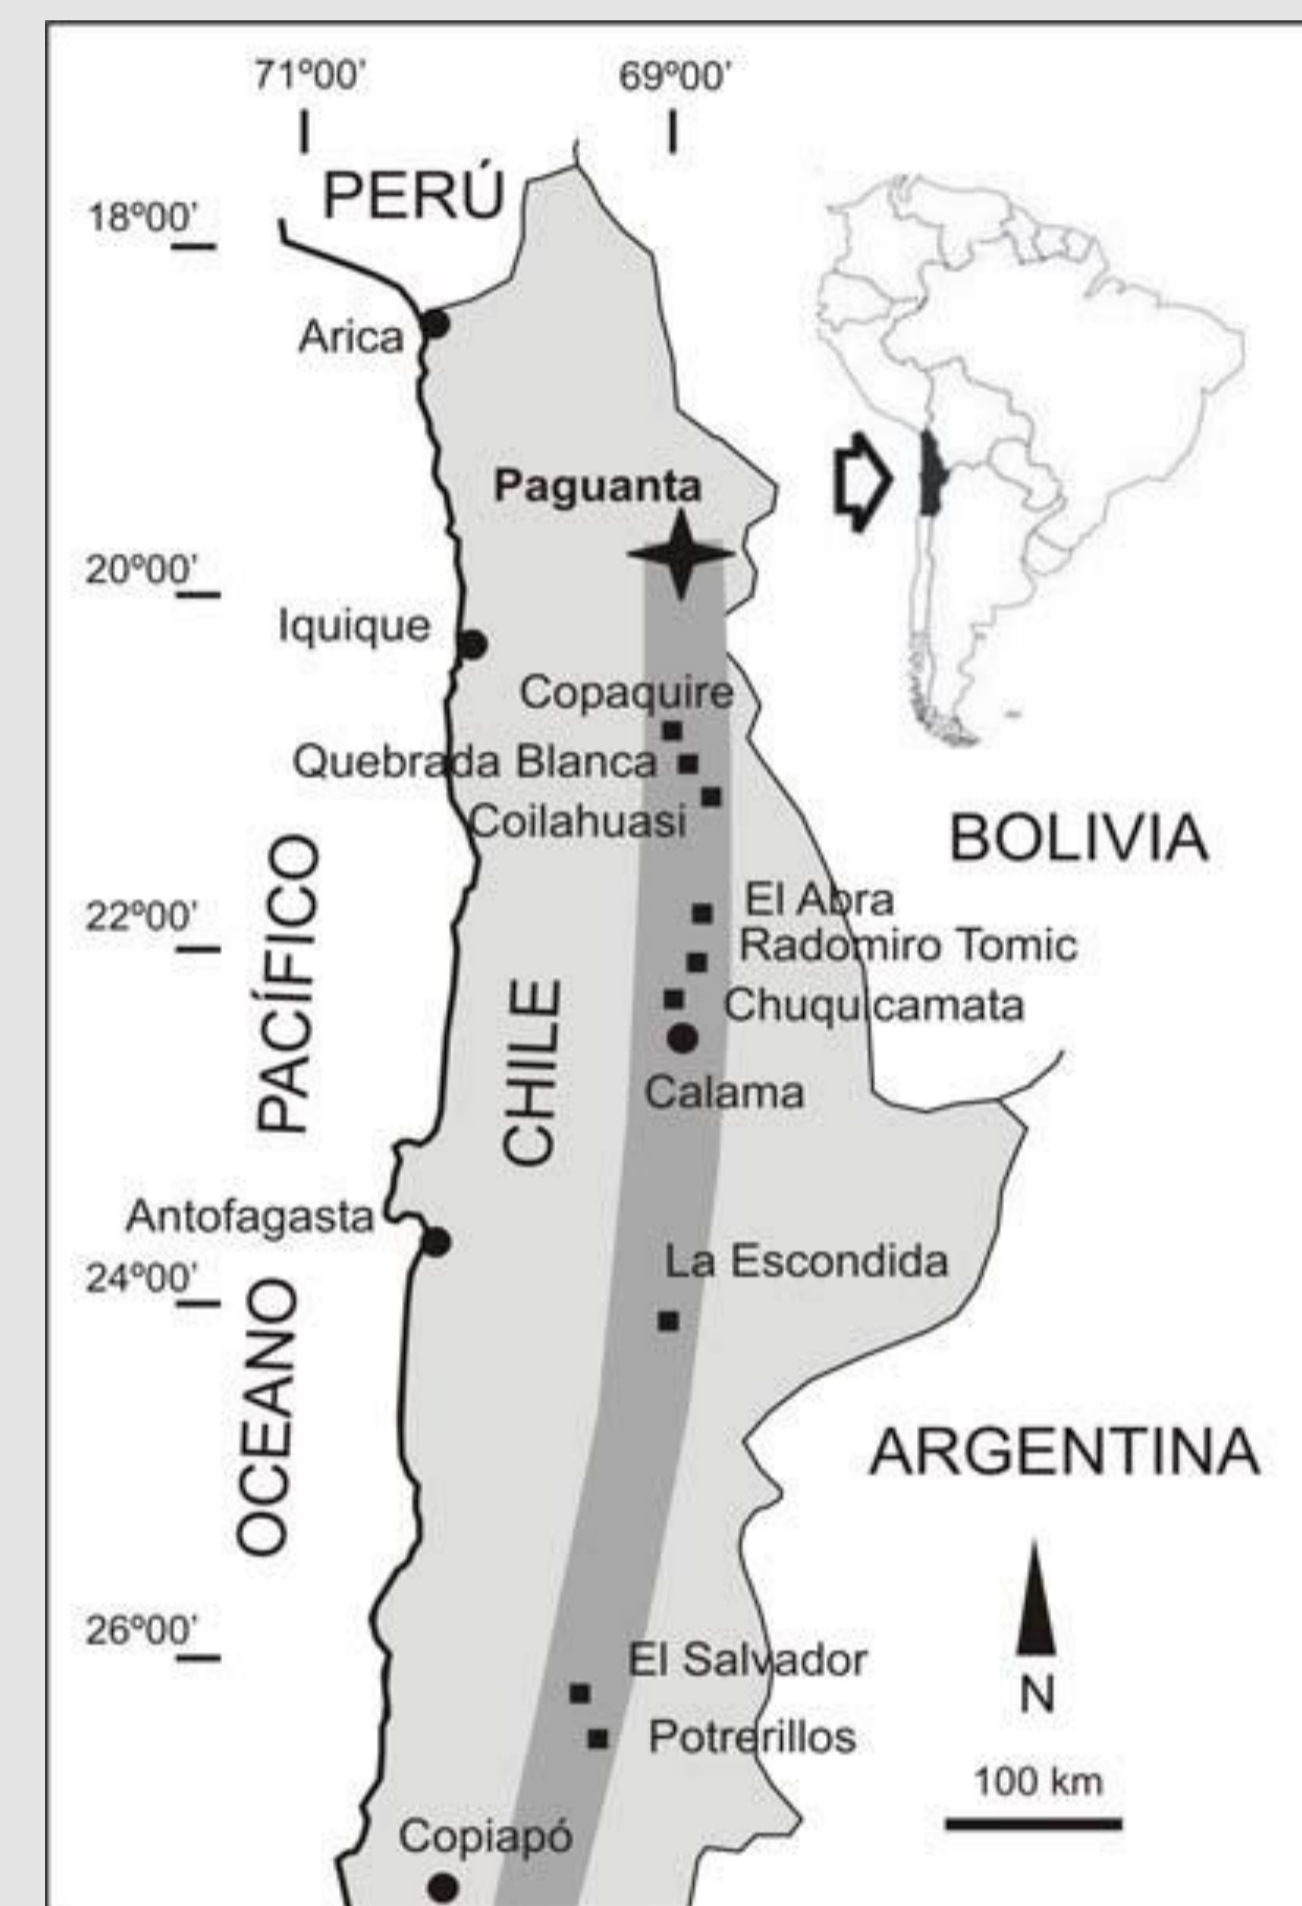 71º00’
69º00’
PERÚ
18º00’
Arica
Paguanta
20º00’
Iquique
Copaquire
Quebrada Blanca
Coilahuasi
BOLIVIA
El Abra
22º00’
Radomiro Tomic
Chuquicamata
CHILE
Calama
OCEANO PACÍFICO
Antofagasta
La Escondida
24º00’
ARGENTINA
26º00’
El Salvador
N
Potrerillos
100 km
Copiapó